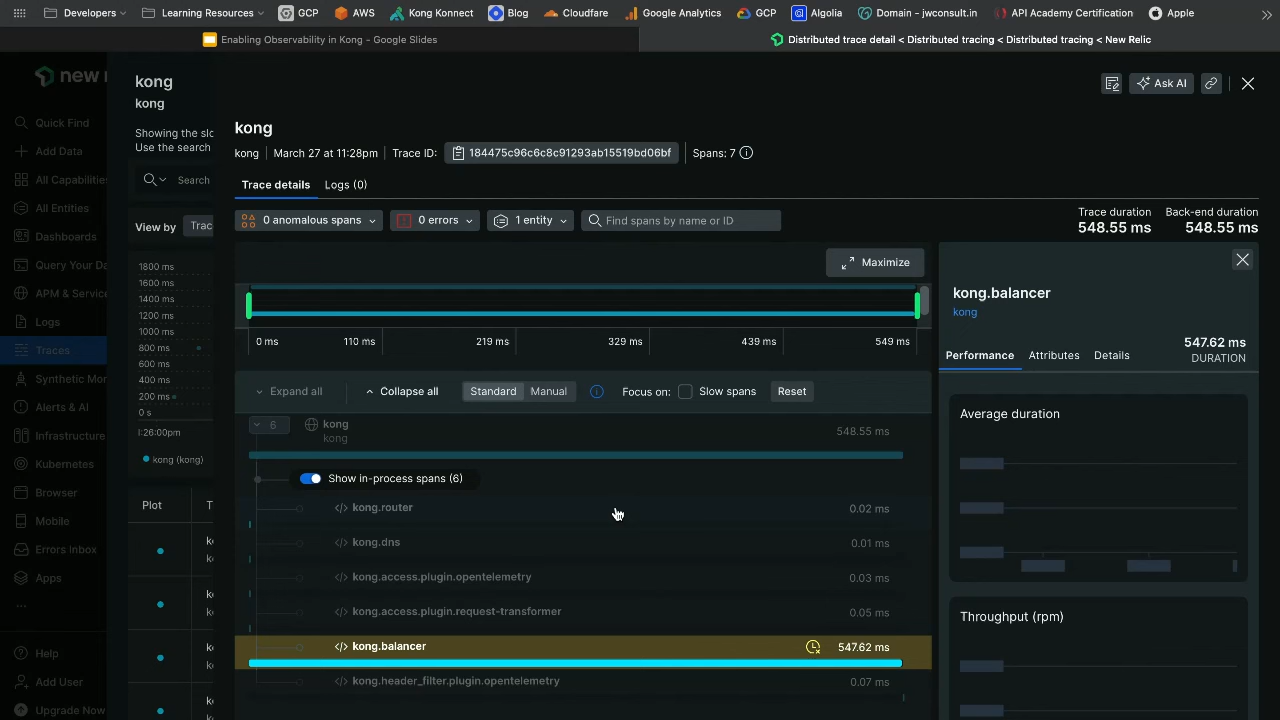 Developers
Learning Resources
GCP
AWS
Kong Konnect
Blog
Cloudfare
Google Analytics
GCP
Algolia
Domain - jwconsult.in
API Academy Certification
Apple
Enabling Observability in Kong - Google Slides
Distributed trace detail < Distributed tracing < Distributed tracing < New Relic
new
Quick Find
Add Data
All Capabilities
All Entities
Dashboards
Query Your Da
APM & Service
Logs
Traces
Synthetic Mon
Alerts & AI
Infrastructure
Kubernetes
Browser
Mobile
Errors inbox
Apps
...
Help
Add User
Upgrade Now
kong
kong
Showing the slo
Use the search
Search
View by
Trac
1800 ms
1600 ms
1400 ms
1200 ms
1000 ms
800 ms
600 ms
400 ms
200 ms
0 s
l:26:00pm
kong (kong)
Plot
T
k
k
k
k
Ask AI
kong
kong
March 27 at 11:28pm
Trace ID:
184475c96c6c8c91293ab15519bd06bf
Spans: 7
Trace details
Logs (0)
0 anomalous spans
0 errors
1 entity
Find spans by name or ID
Trace duration
548.55 ms
Back-end duration
548.55 ms
Maximize
0 ms
110 ms
219 ms
329 ms
439 ms
549 ms
Expand all
Collapse all
Standard
Manual
Focus on:
Slow spans
Reset
6
kong
kong
548.55 ms
Show in-process spans (6)
kong.router
0.02 ms
kong.dns
0.01 ms
kong.access.plugin.opentelemetry
0.03 ms
kong.access.plugin.request-transformer
0.05 ms
kong.balancer
547.62 ms
kong.header_filter.plugin.opentelemetry
0.07 ms
kong.balancer
kong
547.62 ms
DURATION
Performance
Attributes
Details
Average duration
Throughput (rpm)